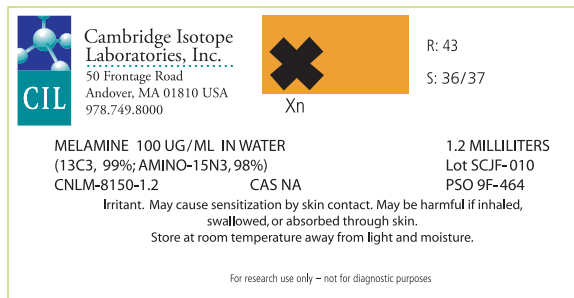 CIL
Cambridge Isotope
Laboratories, Inc.
50 Frontage Road
Andover, MA 01810 USA
978.749.8000
Xn
R: 43
S: 36/37
MELAMINE 100 UG/ML IN WATER
(13C3, 99%; AMINO-15N3, 98%)
CNLM-8150-1.2 CAS NA
1.2 MILLILITERS
Lot SCJF-010
PSO 9F-464
Irritant. May cause sensitization by skin contact. May be harmful if inhaled,
swallowed, or absorbed through skin.
Store at room temperature away from light and moisture.
For research use only – not for diagnostic purposes